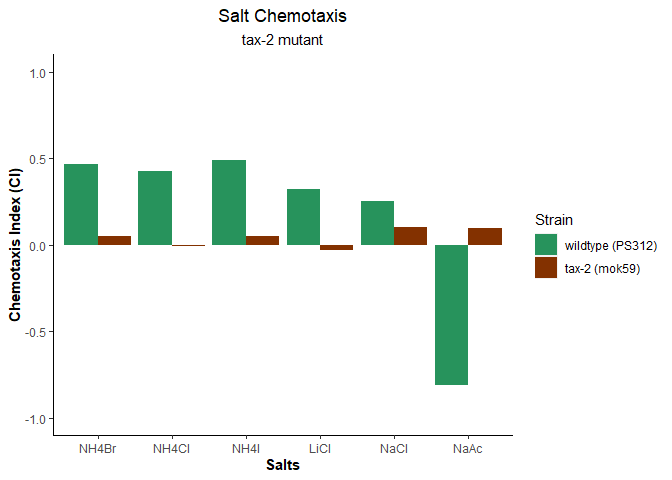 Salt Chemotaxis
tax-2 mutant
Chemotaxis Index (CI)
1.0
0.5
0.0
-0.5
-1.0
NH4Br NH4Cl NH4I LiCl NaCl NaAc
Salts
Strain
wildtype (PS312)
tax-2 (mok59)